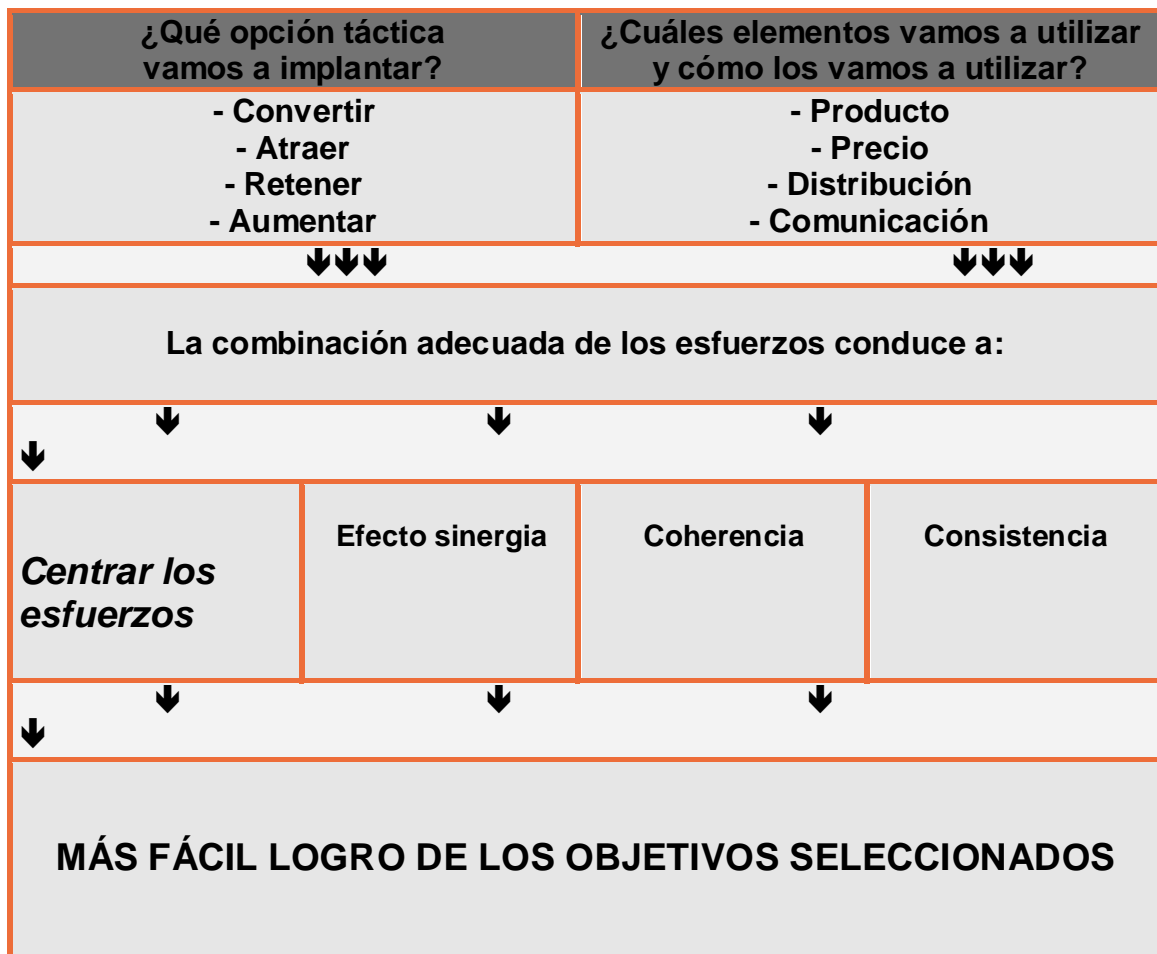 ¿Qué opción táctica
vamos a implantar?
¿Cuáles elementos vamos a utilizar
y cómo los vamos a utilizar?
- Convertir
- Atraer
- Retener
- Aumentar
- Producto
- Precio
- Distribución
- Comunicación
La combinación adecuada de los esfuerzos conduce a:
Centrar los
esfuerzos
Efecto sinergia
Coherencia
Consistencia
MÁS FÁCIL LOGRO DE LOS OBJETIVOS SELECCIONADOS